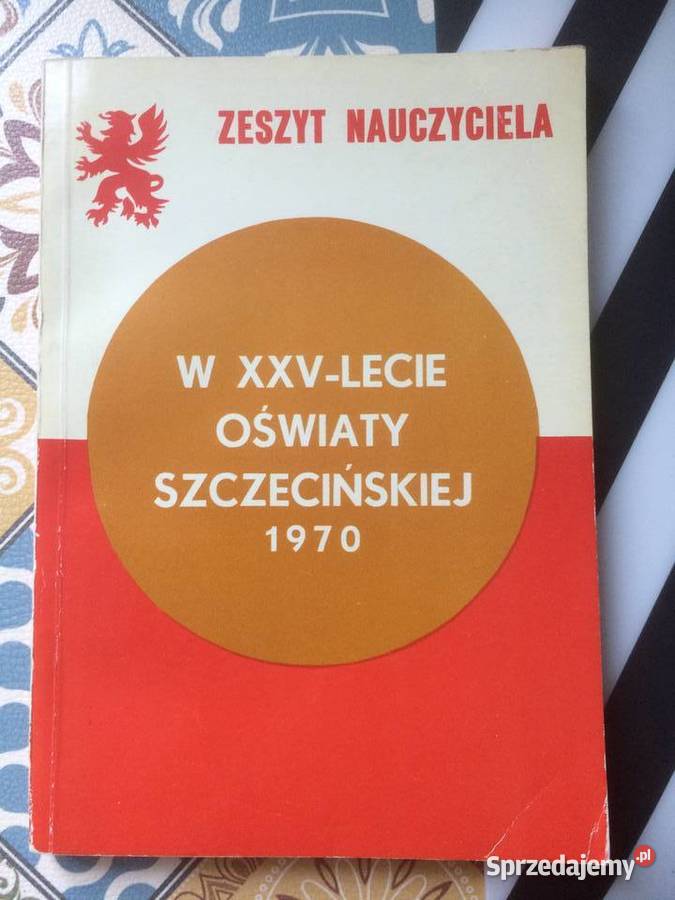 ZESZYT NAUCZYCIELA
W XXV-LECIE
OŚWIATY
SZCZECIŃSKIEJ
1970
Sprzedajemy.pl